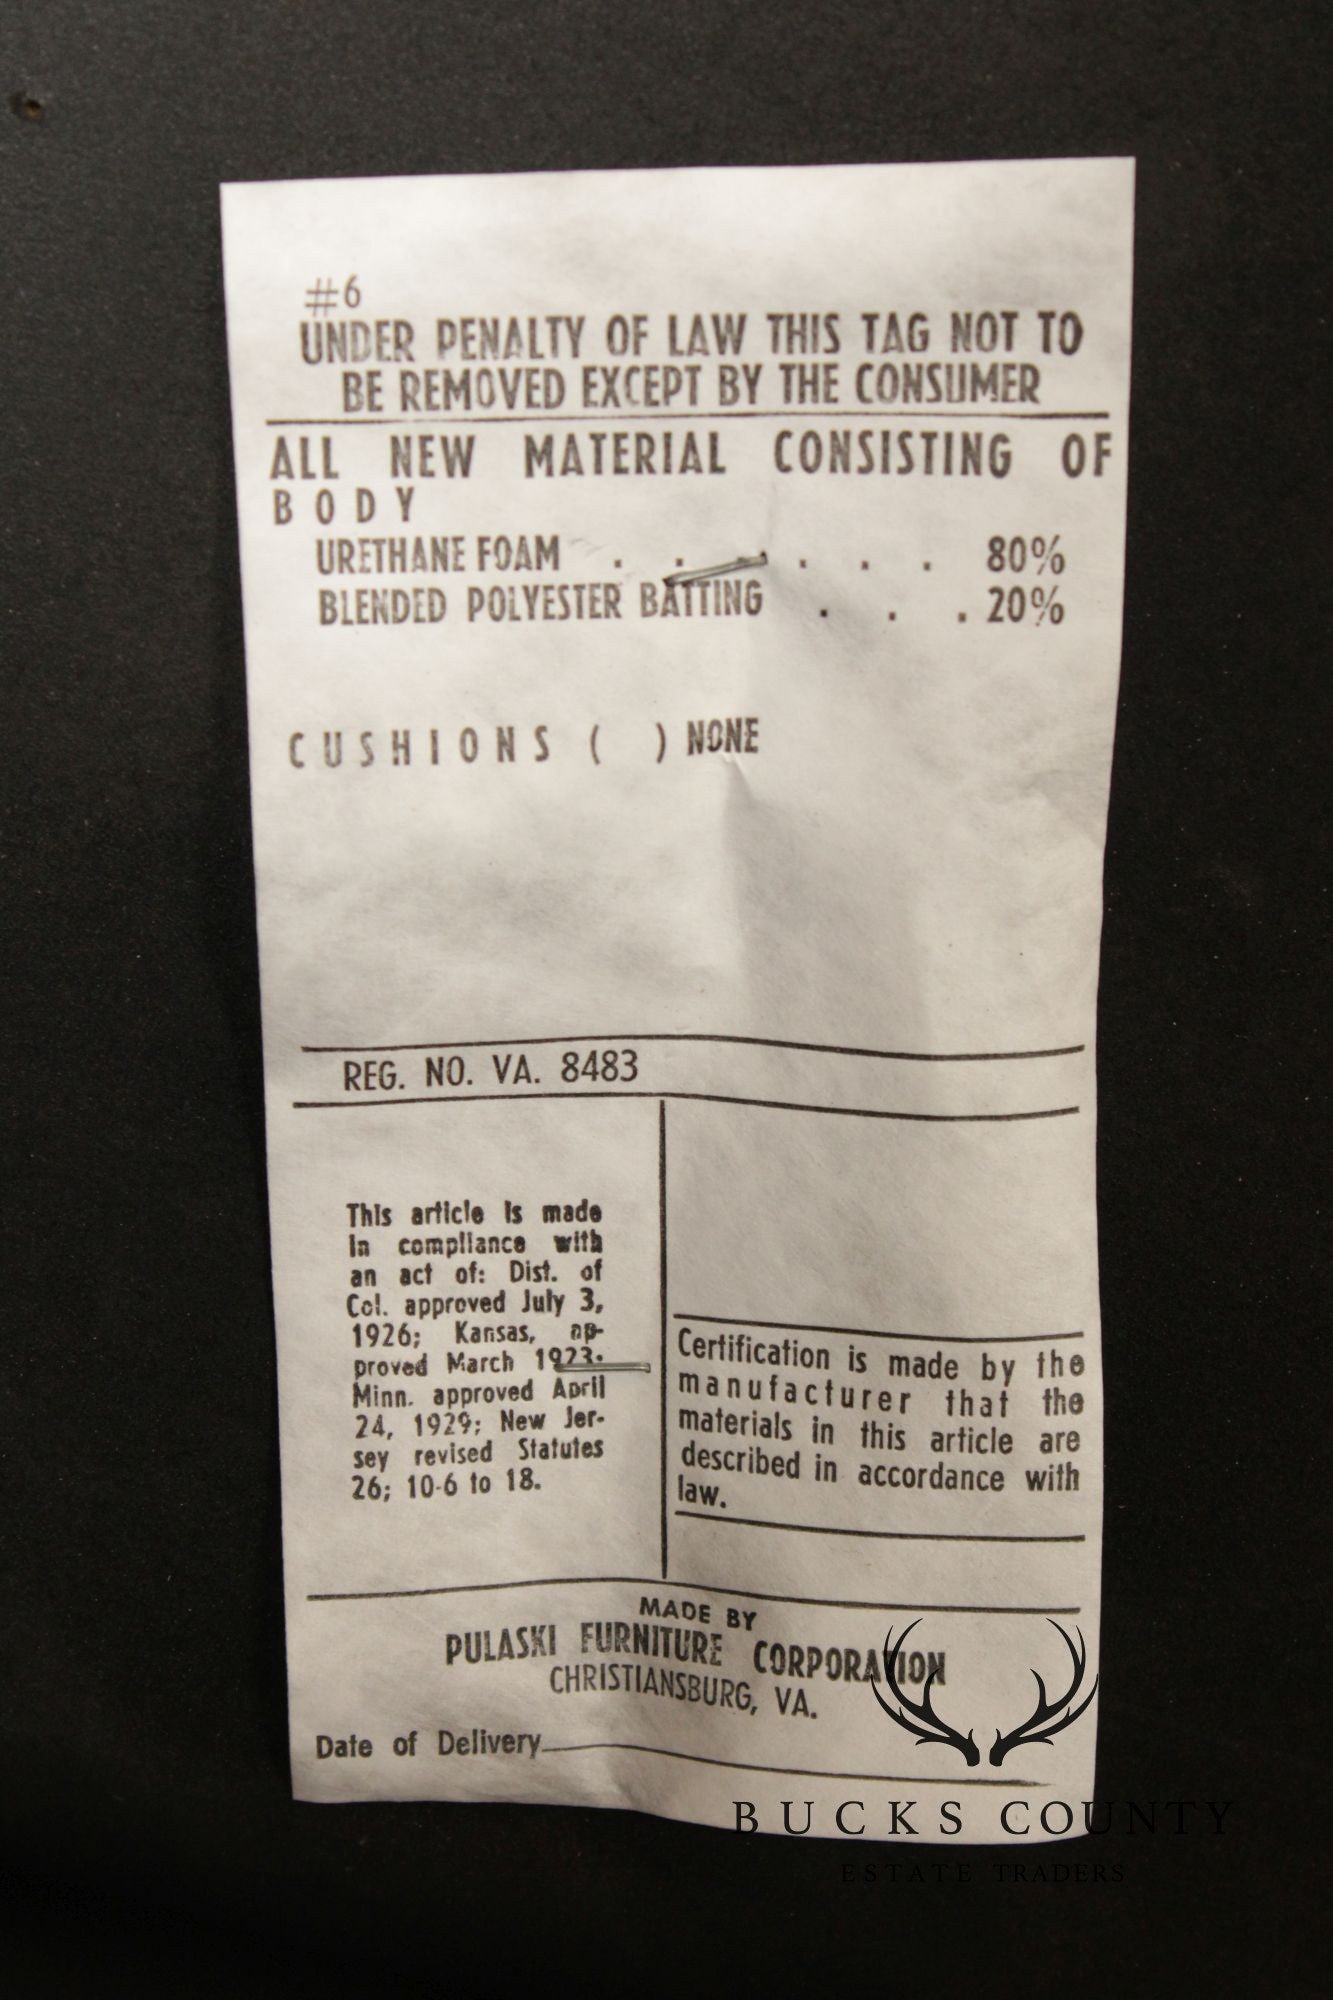 #6
UNDER PENALTY OF LAW THIS TAG NOT TO
BE REMOVED EXCEPT BY THE CONSUMER
ALL NEW MATERIAL CONSISTING OF
BODY
URETHANE FOAM . . . . . . 80%
BLENDED POLYESTER BATTING . . . 20%
CUSHIONS ( ) NONE
REG. NO. VA. 8483
This article is made
in compliance with
an act of: Dist. of
Col. approved July 3,
1926; Kansas, ap-
proved March 1923;
Minn. approved April
24, 1929; New Jer-
sey revised Statutes
26; 10-6 to 18.
Certification is made by the
manufacturer that the
materials in this article are
described in accordance with
law.
MADE BY
PULASKI FURNITURE CORPORATION
CHRISTIANSBURG, VA.
Date of Delivery
BUCKS COUNTY
ESTATE TRADERS